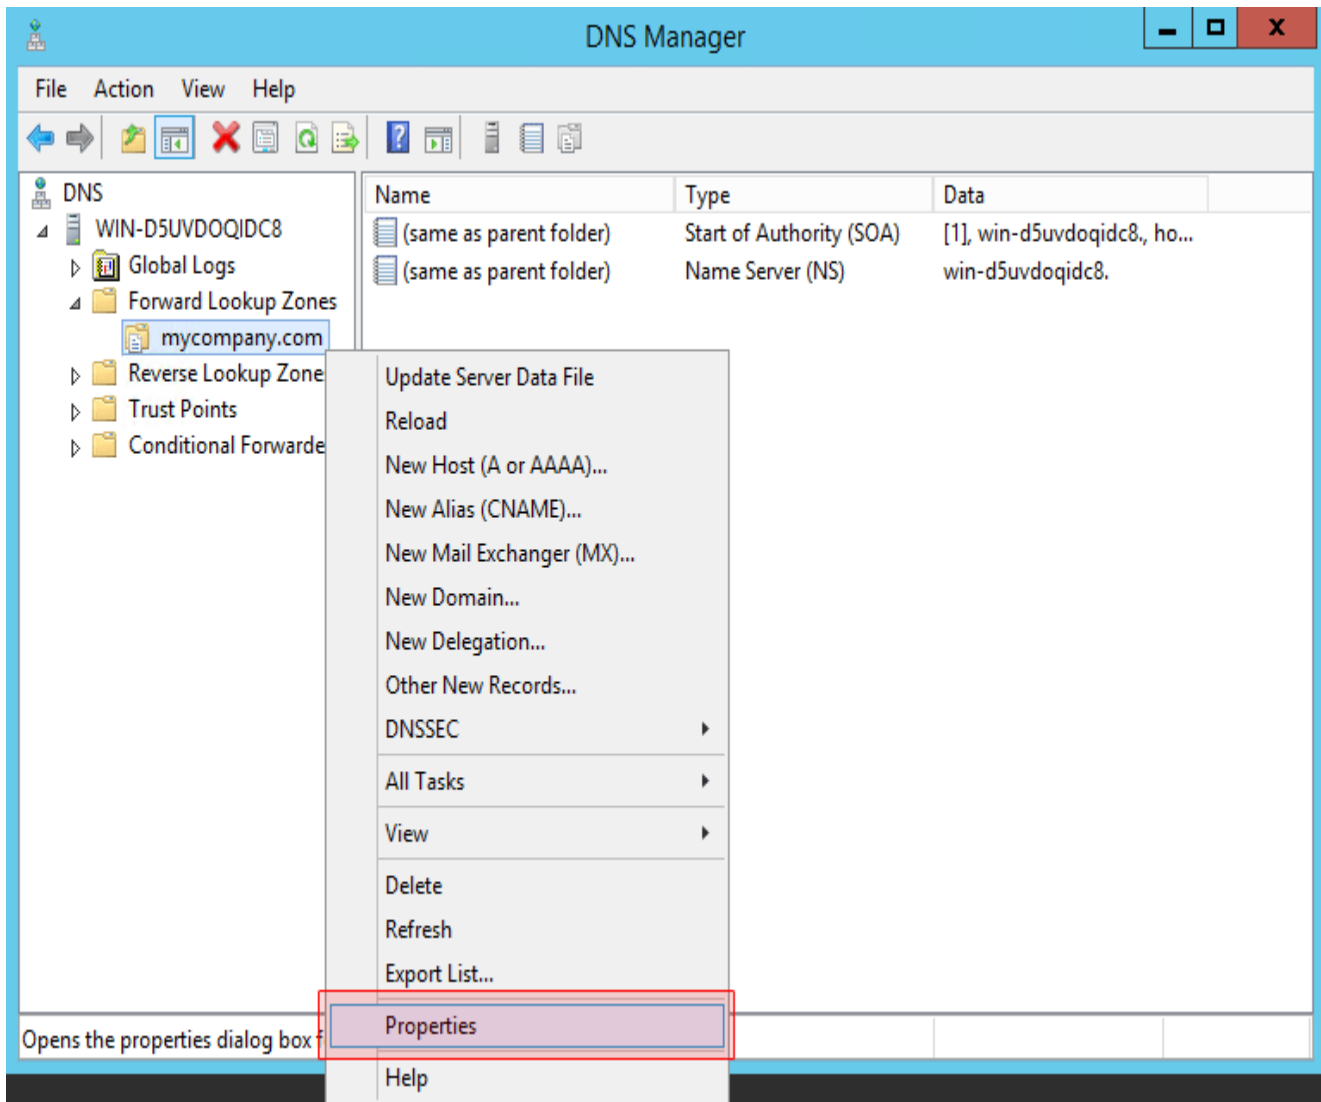 DNS Manager
X
File Action View Help
DNS
WIN-D5UVDOQIDC8
Global Logs
Forward Lookup Zones
mycompany.com
Reverse Lookup Zone
Trust Points
Conditional Forwarde
Name Type Data
(same as parent folder) Start of Authority (SOA) [1], win-d5uvdoqidc8., ho...
(same as parent folder) Name Server (NS) win-d5uvdoqidc8.
Update Server Data File
Reload
New Host (A or AAAA)...
New Alias (CNAME)...
New Mail Exchanger (MX)...
New Domain...
New Delegation...
Other New Records...
DNSSEC
All Tasks
View
Delete
Refresh
Export List...
Properties
Help
Opens the properties dialog box f